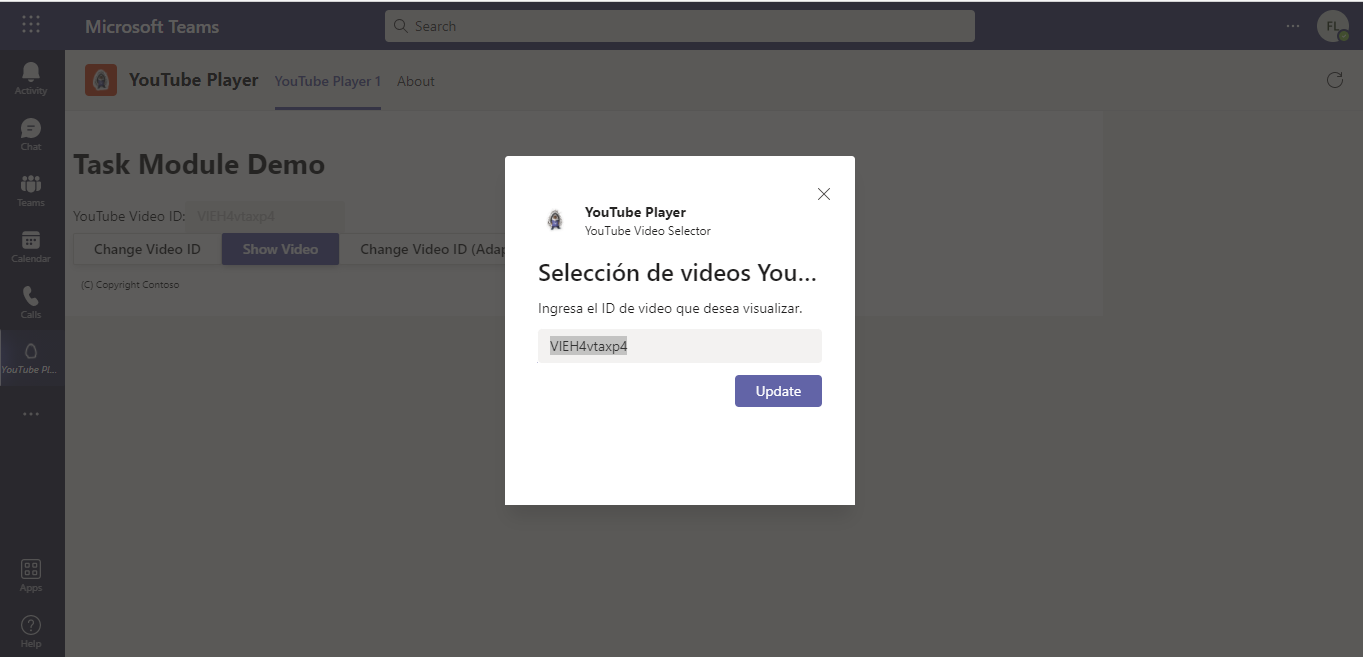 Microsoft Teams
Search
FL
Activity
Chat
Teams
Calendar
Calls
YouTube Pl...
Apps
Help
YouTube Player
YouTube Player 1
About
Task Module Demo
YouTube Video ID: VIEH4vtaxp4
Change Video ID
Show Video
Change Video ID (Adap
(C) Copyright Contoso
YouTube Player
YouTube Video Selector
Selección de videos You...
Ingresa el ID de video que desea visualizar.
VIEH4vtaxp4
Update